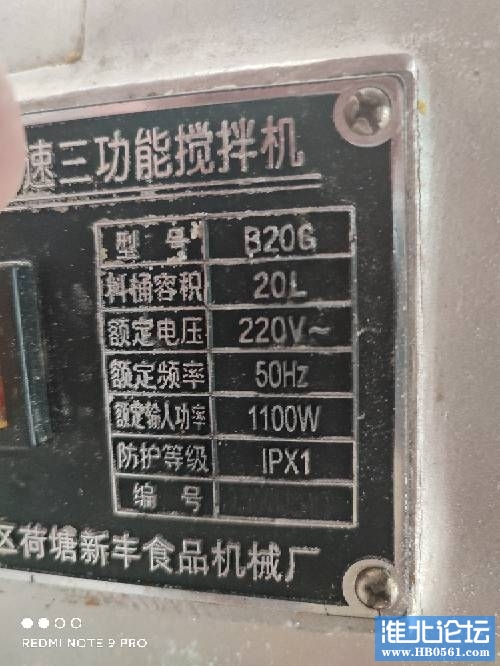 速三功能搅拌机
型号 B20G
料桶容积 20L
额定电压 220V～
额定频率 50Hz
额定输入功率 1100W
防护等级 IPX1
编号
区荷塘新丰食品机械厂
REDMI NOTE 9 PRO
淮北论坛
www.HB0561.com